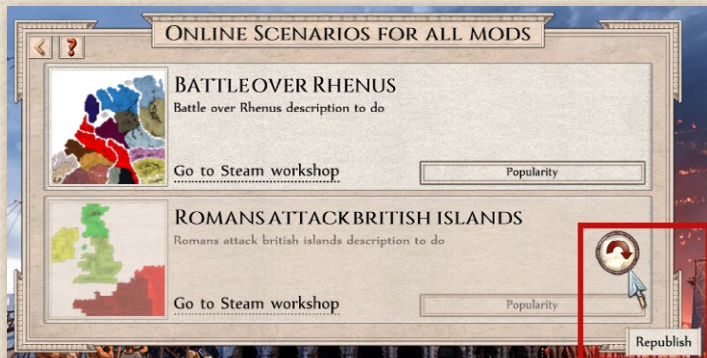 ONLINE SCENARIOS FOR ALL MODS
?
BATTLE OVER RHENUS
Battle over Rhenus description to do
Go to Steam workshop
Popularity
ROMANS ATTACK BRITISH ISLANDS
Romans attack british islands description to do
Go to Steam workshop
Popularity
Republish